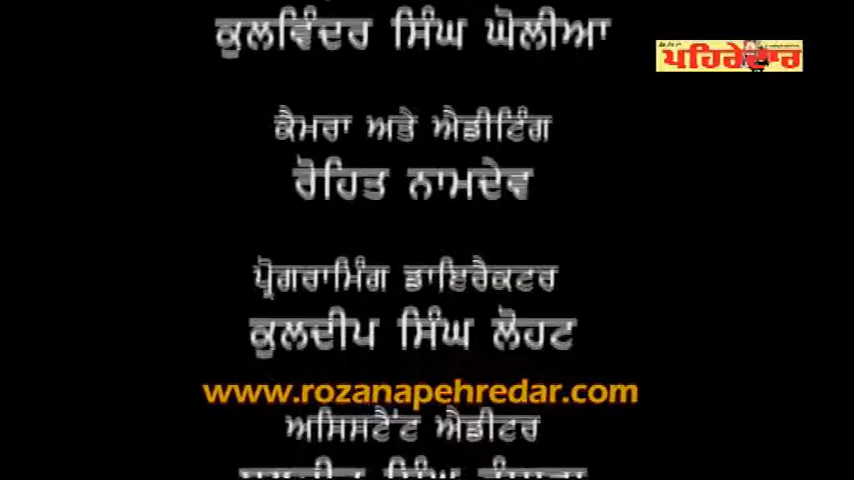 ਕੁਲਵਿੰਦਰ ਸਿੰਘ ਘੋਲੀਆ
ਪਹਿਰੇਦਾਰ
ਕੈਮਰਾ ਅਤੇ ਐਡੀਟਿੰਗ
ਰੋਹਿਤ ਨਾਮਦੇਵ
ਪ੍ਰੋਗਰਾਮਿੰਗ ਡਾਇਰੈਕਟਰ
ਕੁਲਦੀਪ ਸਿੰਘ ਲੋਹਟ
www.rozanapehredar.com
ਅਸਿਸਟੈਂਟ ਐਡੀਟਰ
ਸਿੰਘ